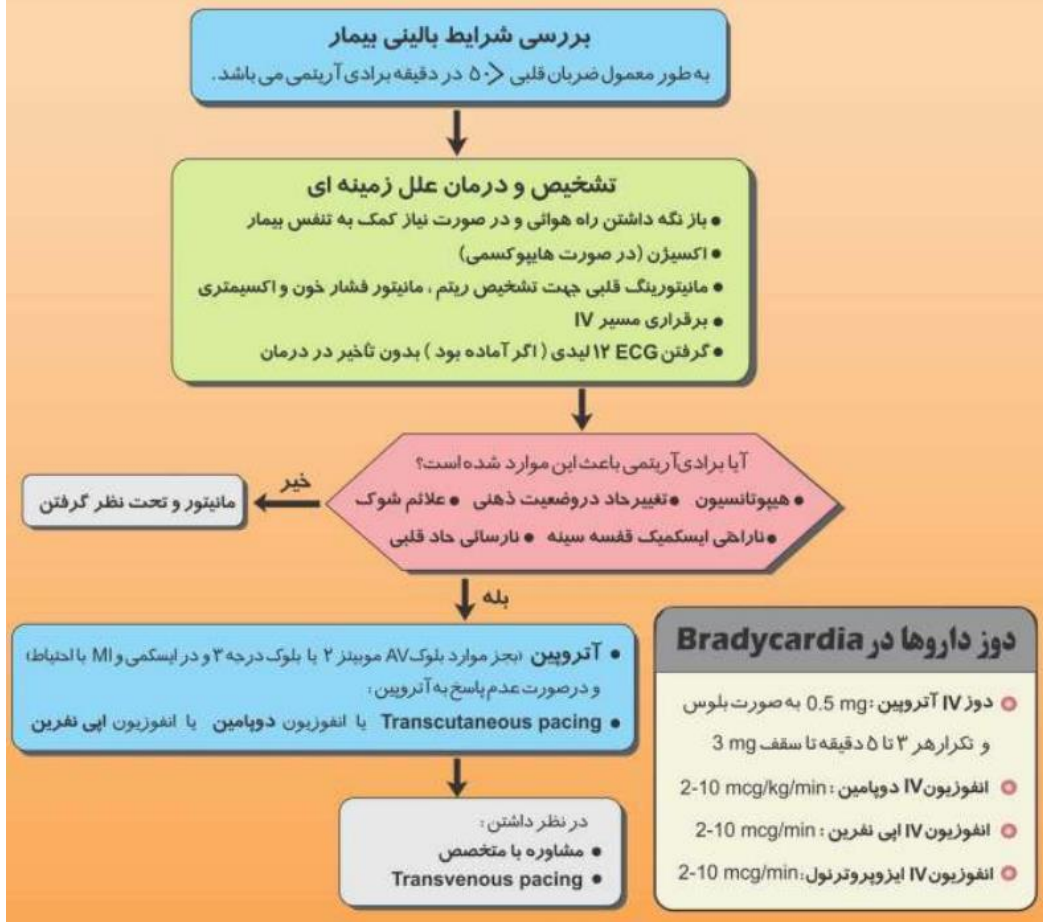 بررسی شرایط بالینی بیمار
به طور معمول ضربان قلبی <۵۰ در دقیقه برادی آریتمی می باشد.
تشخیص و درمان علل زمینه ای
● باز نگه داشتن راه هوائی و در صورت نیاز کمک به تنفس بیمار
● اکسیژن (در صورت هایپوکسمی)
● مانیتورینگ قلبی جهت تشخیص ریتم ، مانیتور فشار خون و اکسیمتری
● برقراری مسیر IV
● گرفتن ECG ۱۲ لیدی ( اگر آماده بود ) بدون تأخیر در درمان
آیا برادی آریتمی باعث این موارد شده است؟
● هیپوتانسیون ● تغییر حاد در وضعیت ذهنی ● علائم شوک
● ناراحتی ایسکمیک قفسه سینه ● نارسائی حاد قلبی
خیر
مانیتور و تحت نظر گرفتن
بله
● آتروپین (بجز موارد بلوک AV موبیتز ۲ یا بلوک درجه ۳ و در ایسکمی و MI با احتیاط)
و در صورت عدم پاسخ به آتروپین :
● Transcutaneous pacing یا انفوزیون دوپامین یا انفوزیون اپی نفرین
در نظر داشتن :
● مشاوره با متخصص
● Transvenous pacing
دوز داروها در Bradycardia
دوز IV آتروپین : 0.5 mg به صورت بلوس
و تکرار هر ۳ تا ۵ دقیقه تا سقف 3 mg
انفوزیون IV دوپامین : 2-10 mcg/kg/min
انفوزیون IV اپی نفرین : 2-10 mcg/min
انفوزیون IV ایزوپروترنول: 2-10 mcg/min